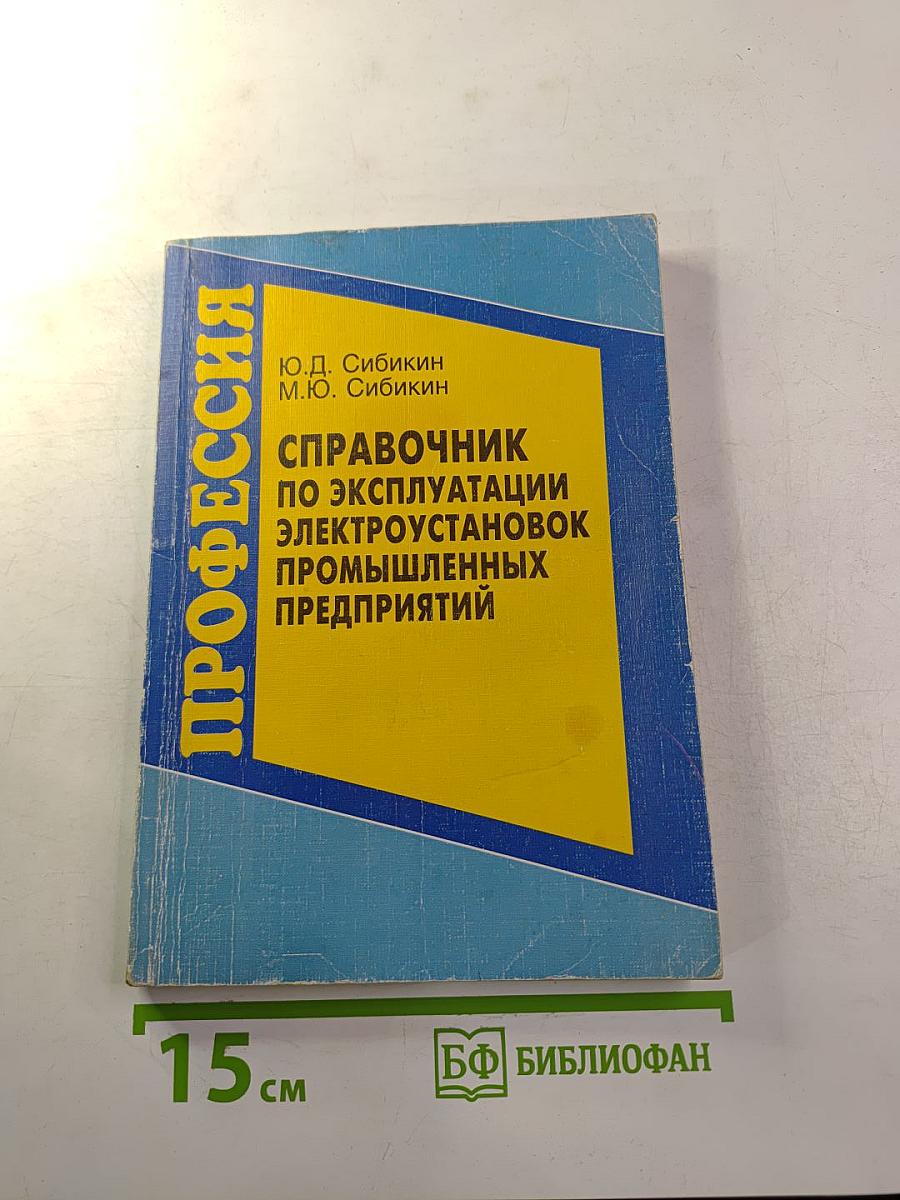 ПРОФЕССИЯ
Ю.Д. Сибикин
М.Ю. Сибикин
СПРАВОЧНИК
ПО ЭКСПЛУАТАЦИИ
ЭЛЕКТРОУСТАНОВОК
ПРОМЫШЛЕННЫХ
ПРЕДПРИЯТИЙ
15 см
БФ БИБЛИОФАН